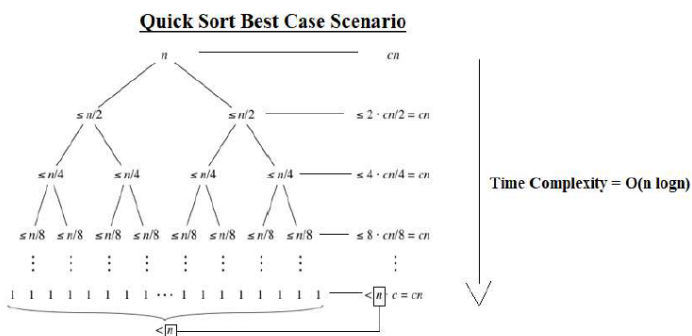 Quick Sort Best Case Scenario
n cn
≤ n/2 ≤ n/2 ≤ 2 · cn/2 = cn
≤ n/4 ≤ n/4 ≤ n/4 ≤ n/4 ≤ 4 · cn/4 = cn
Time Complexity = O(n logn)
≤ n/8 ≤ n/8 ≤ n/8 ≤ n/8 ≤ n/8 ≤ n/8 ≤ n/8 ≤ n/8 ≤ 8 · cn/8 = cn
⋮ ⋮ ⋮ ⋮ ⋮ ⋮ ⋮ ⋮ ⋮
1 1 1 1 1 1 1 1 ··· 1 1 1 1 1 1 1 1 < n · c = cn
< n